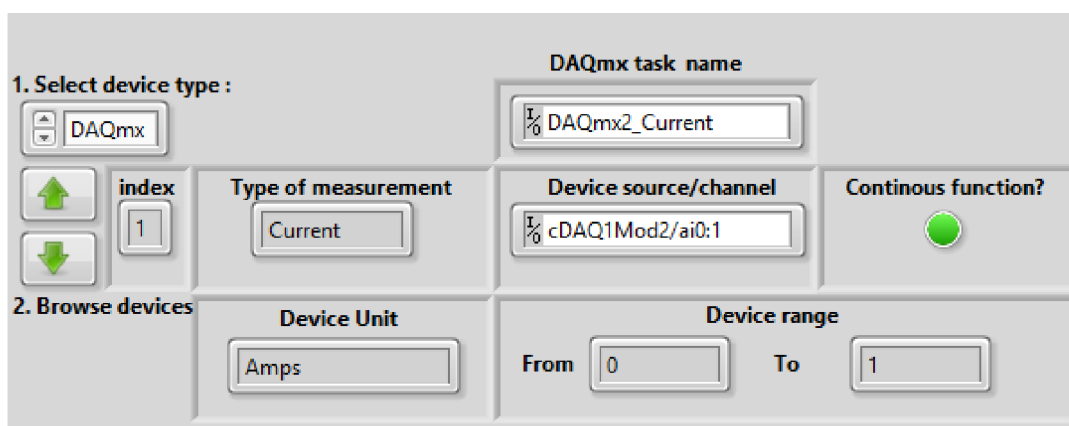 DAQmx task name
1. Select device type :
DAQmx
DAQmx2_Current
index
Type of measurement
Device source/channel
Continous function?
1
Current
cDAQ1Mod2/ai0:1
2. Browse devices
Device Unit
Device range
Amps
From
0
To
1